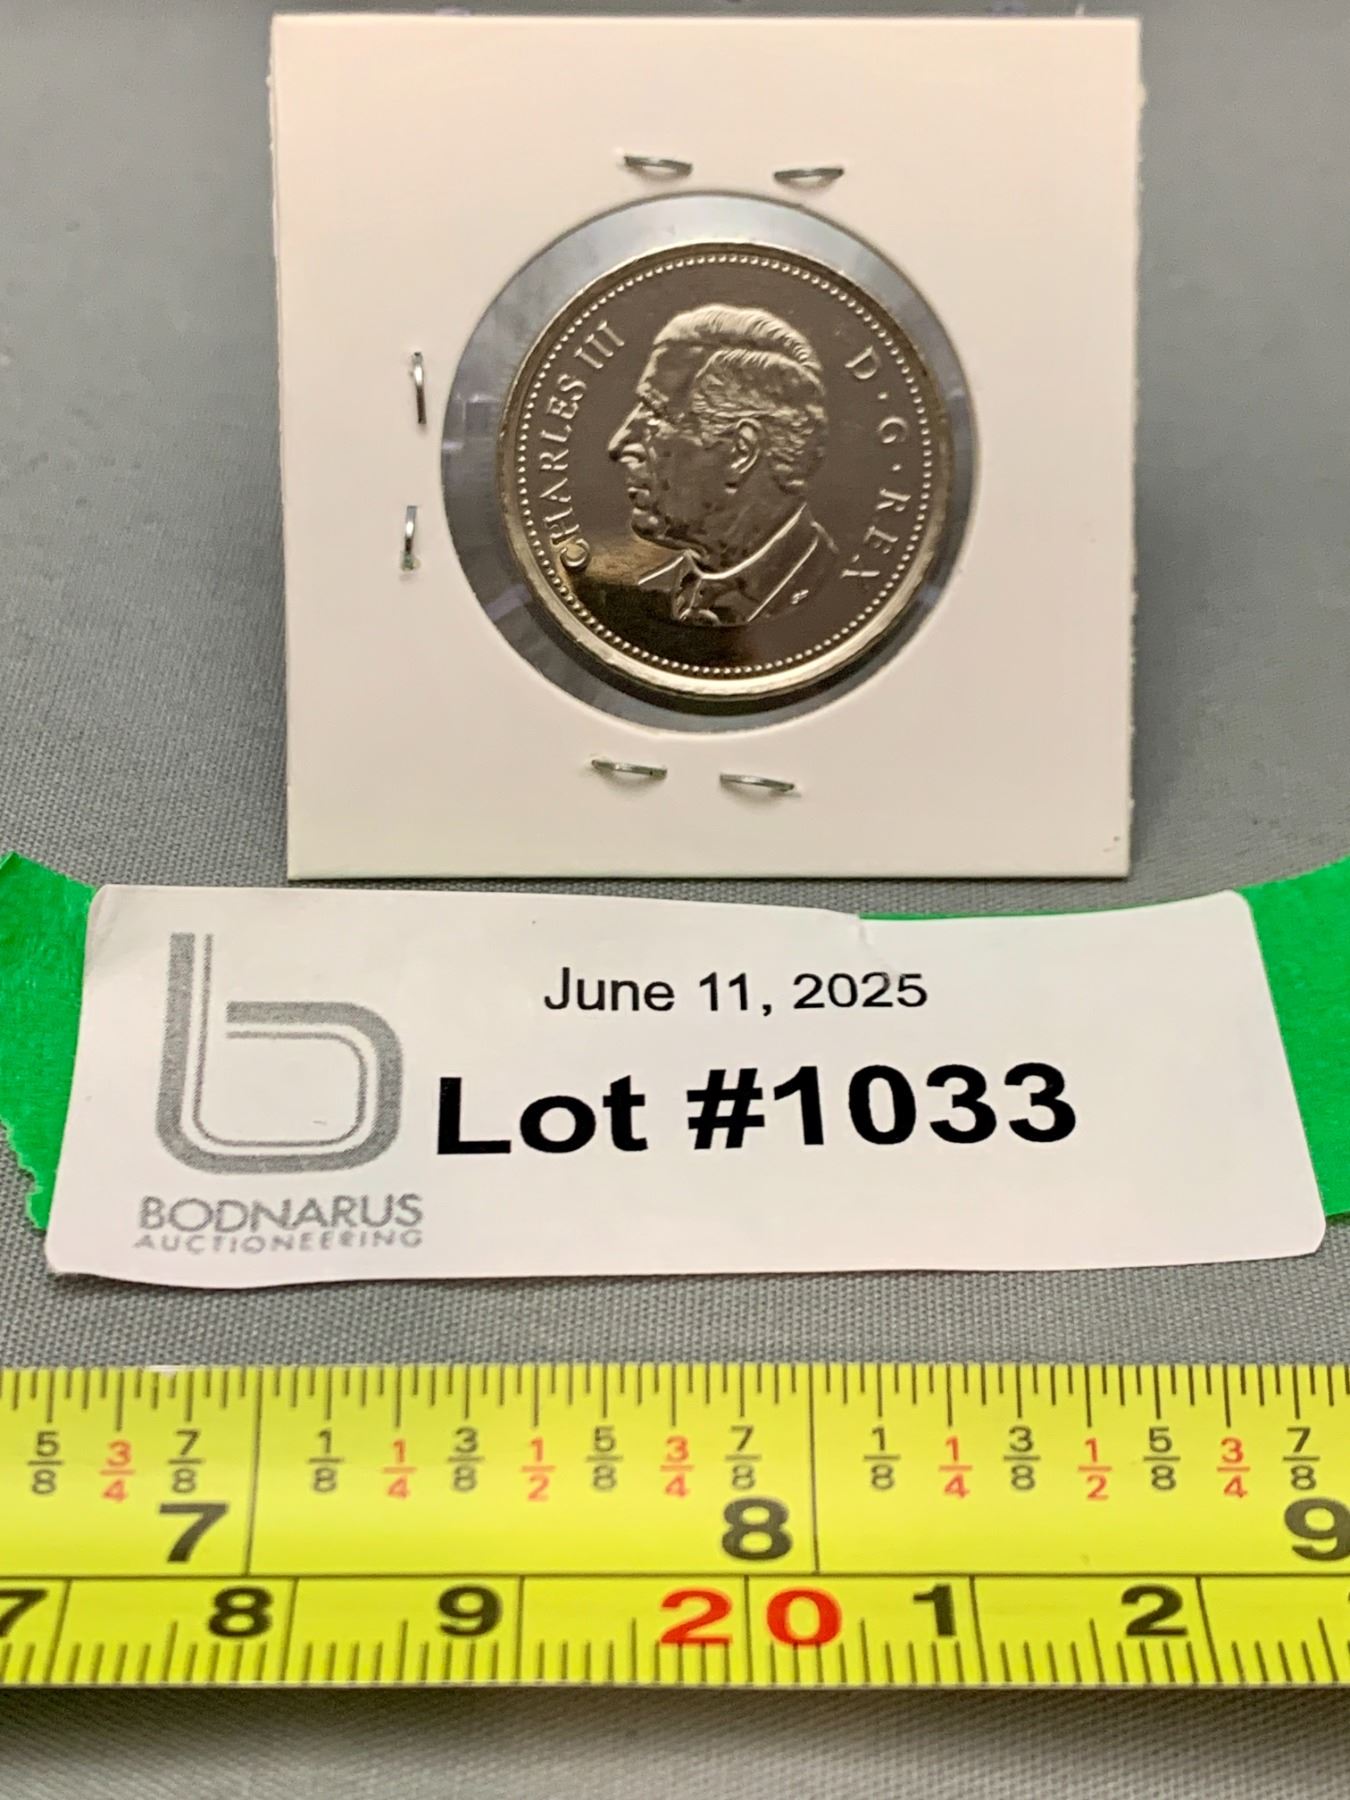 CHARLES III D·G·REX
June 11, 2025
Lot #1033
b
BODNARUS
AUCTIONEERING
5/8 3/4 7/8 1/8 1/4 3/8 1/2 5/8 3/4 7/8 1/8 1/4 3/8 1/2 5/8 3/4 7/8
7 8 9
7 8 9 20 1 2